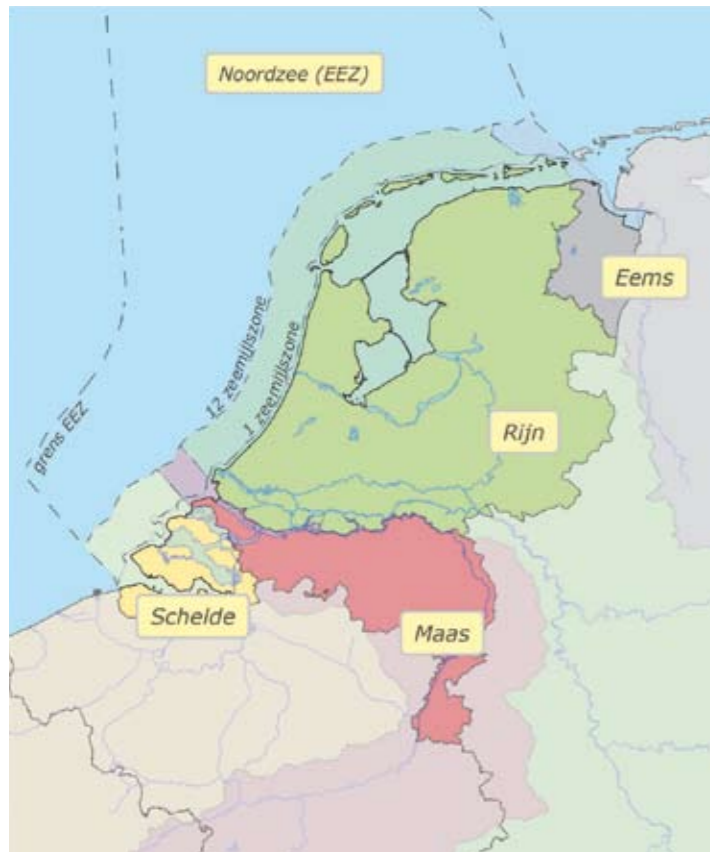 Noordzee (EEZ)
Eems
12 zeemijlszone
1 zeemijlszone
grens EEZ
Rijn
Schelde
Maas